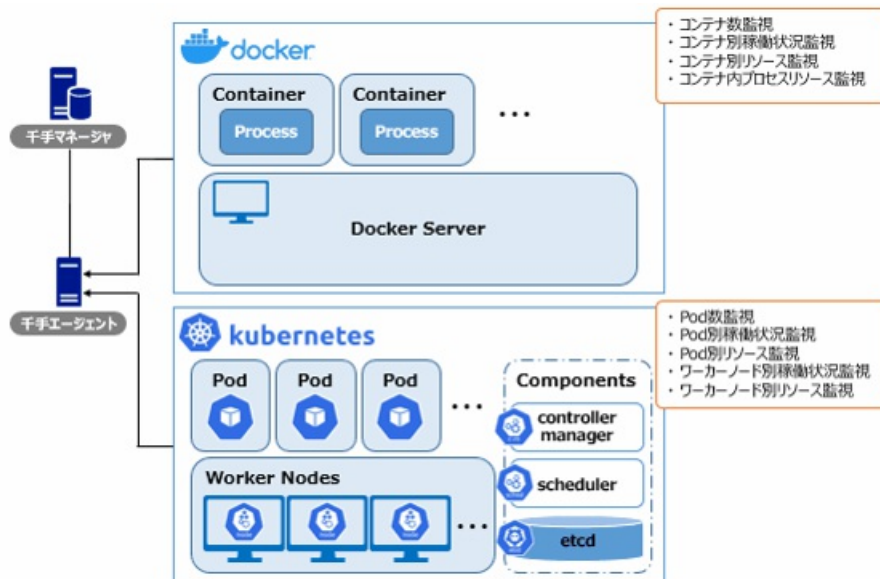 docker
・コンテナ数監視
・コンテナ別稼働状況監視
・コンテナ別リソース監視
・コンテナ内プロセスリソース監視
Container
Process
Container
Process
...
千手マネージャ
Docker Server
千手エージェント
kubernetes
・Pod数監視
・Pod別稼働状況監視
・Pod別リソース監視
・ワーカーノード別稼働状況監視
・ワーカーノード別リソース監視
Pod
Pod
Pod
...
Components
controller
manager
Worker Nodes
scheduler
...
etcd